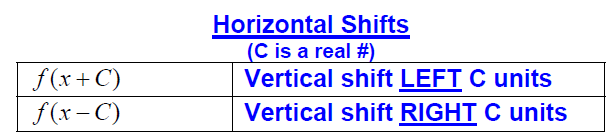 Horizontal Shifts
(C is a real #)
f(x + C) Vertical shift LEFT C units
f(x − C) Vertical shift RIGHT C units